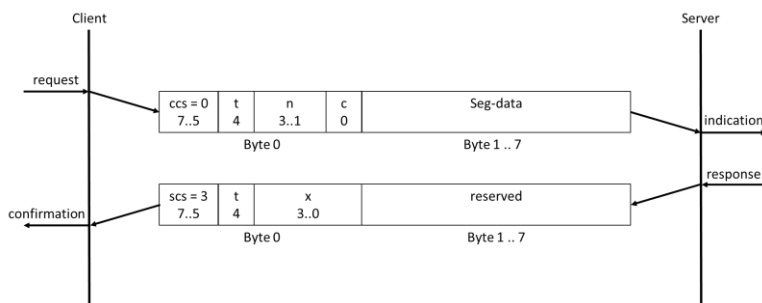 Client Server
request
ccs = 0 t n c Seg-data
7..5 4 3..1 0
indication
Byte 0 Byte 1 .. 7
response
scs = 3 t x reserved
7..5 4 3..0
confirmation
Byte 0 Byte 1 .. 7